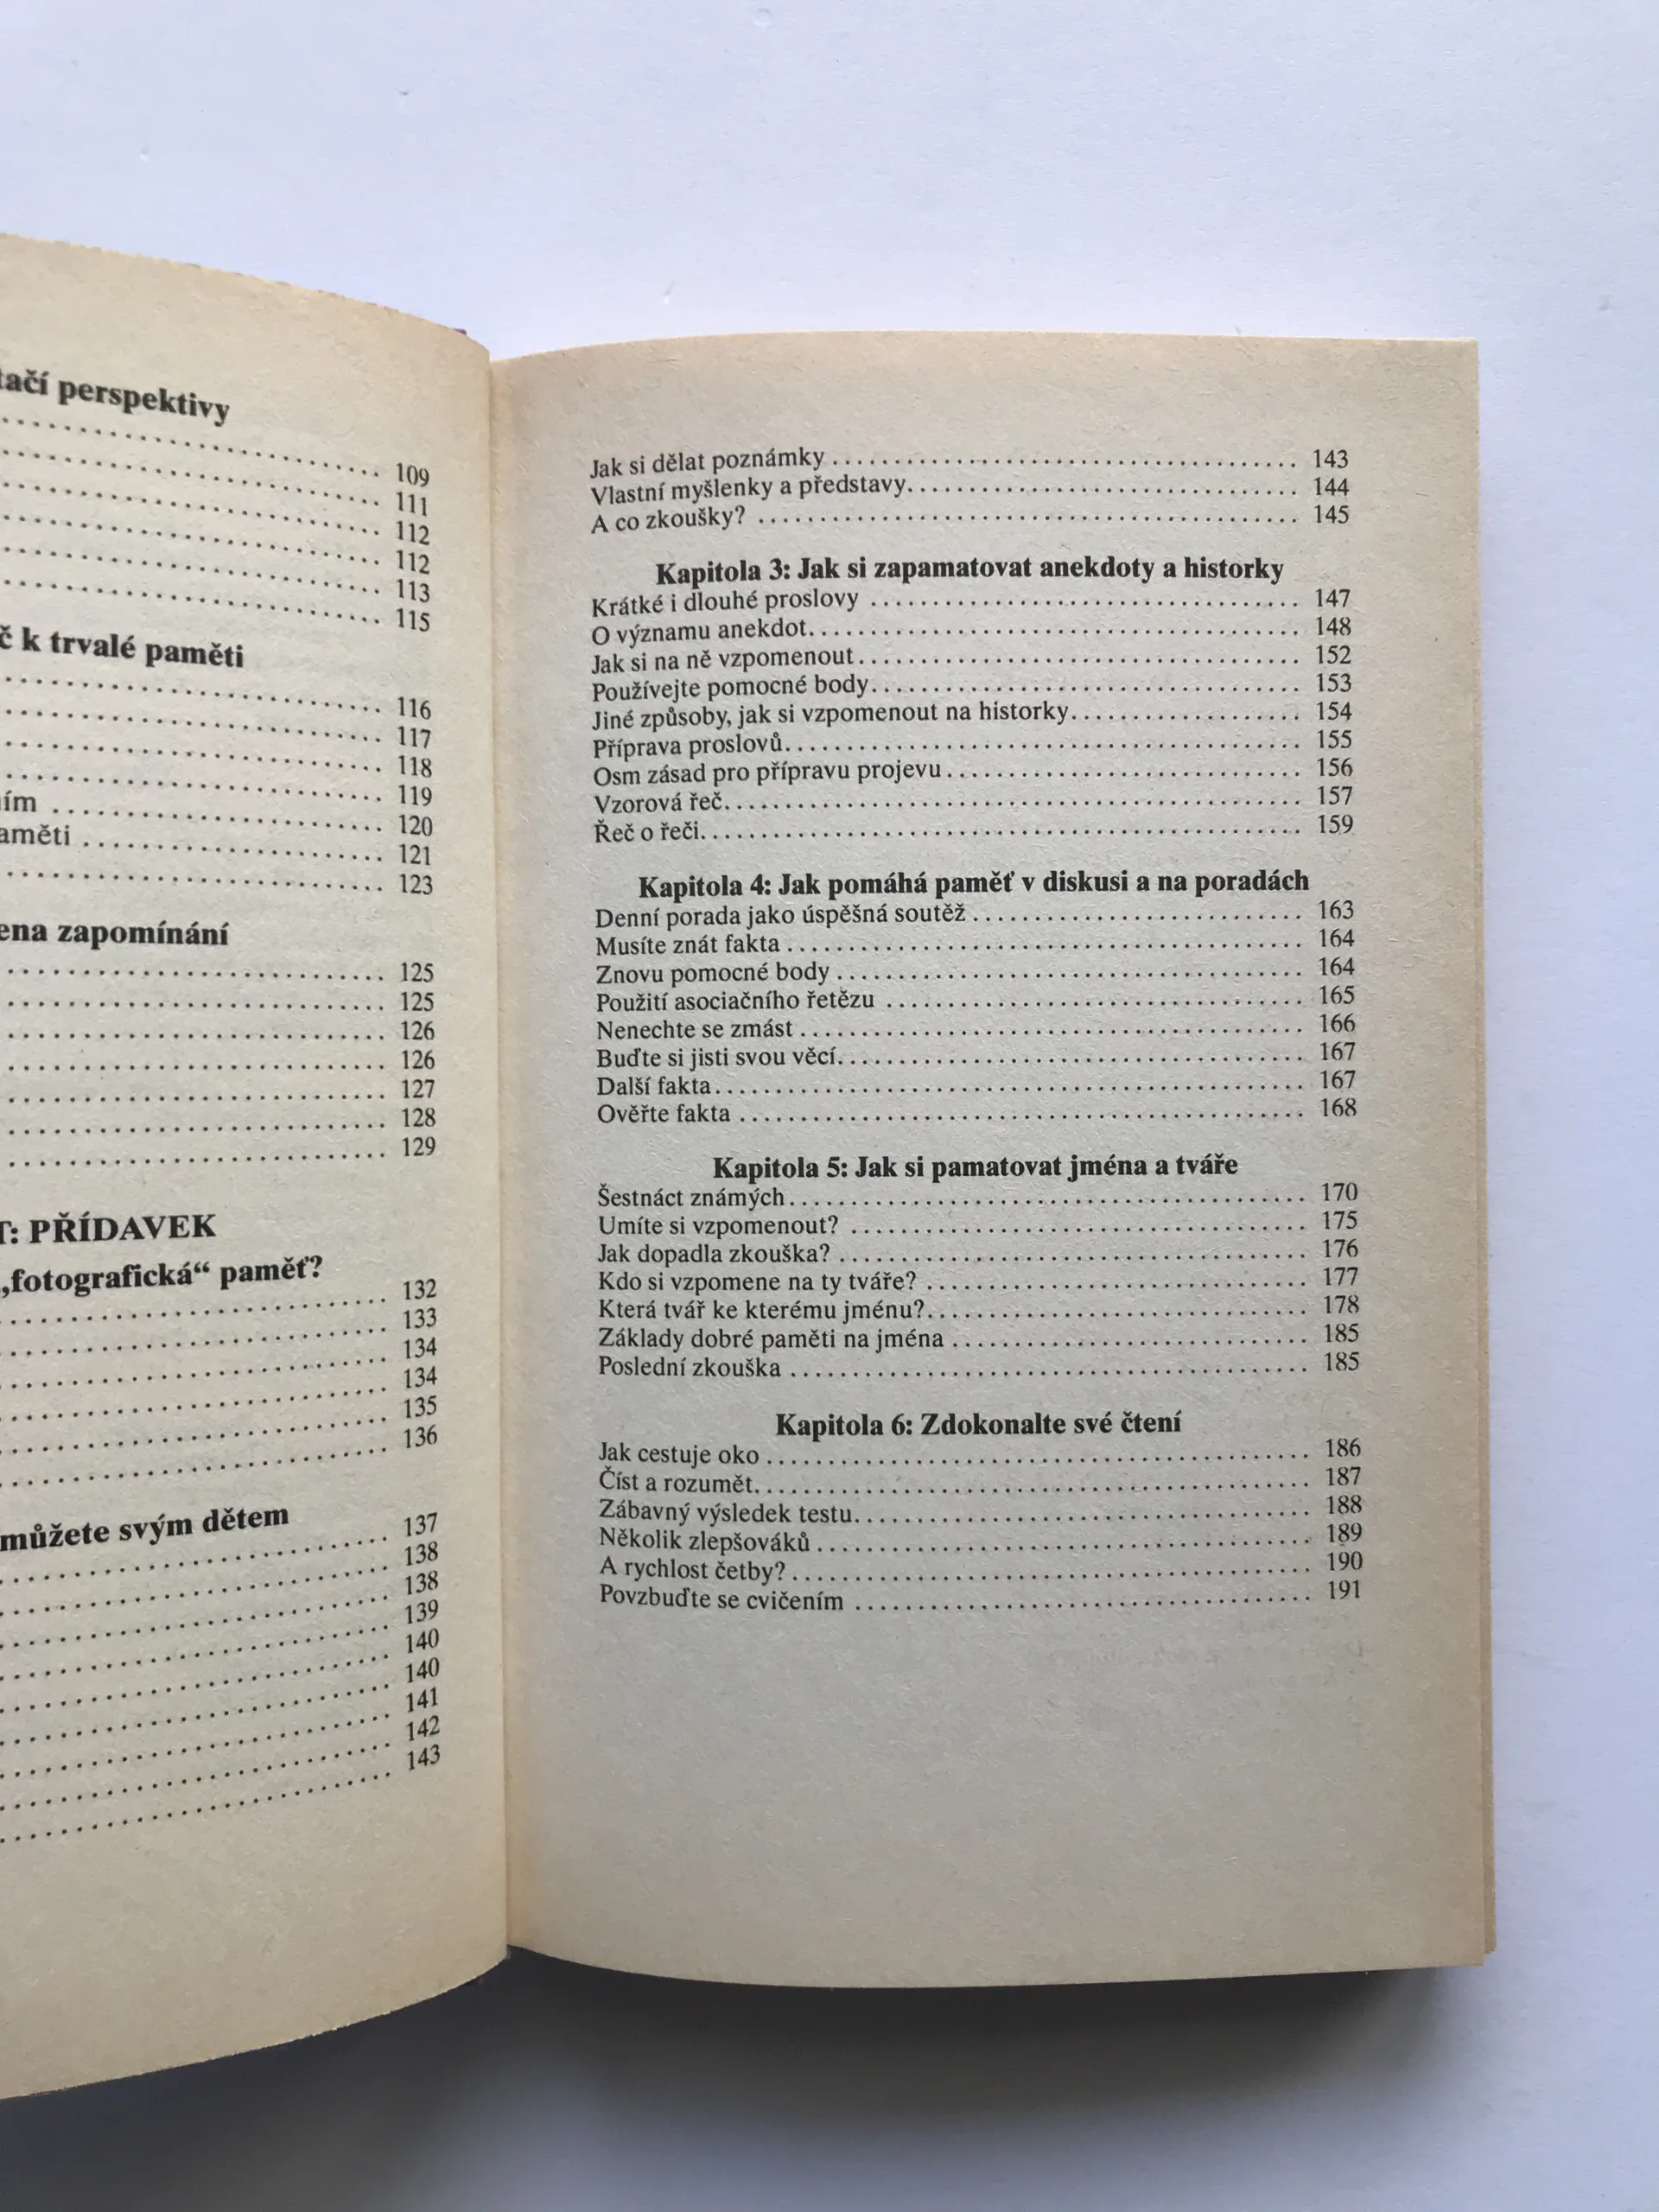 tačí perspektivy
109
111
112
112
113
115
č k trvalé paměti
116
117
118
119
ím 120
aměti 121
123
ena zapomínání
125
125
126
126
127
128
129
T: PŘÍDAVEK
„fotografická“ paměť?
132
133
134
134
135
136
můžete svým dětem
137
138
138
139
140
140
141
142
143
Jak si dělat poznámky 143
Vlastní myšlenky a představy 144
A co zkoušky? 145
Kapitola 3: Jak si zapamatovat anekdoty a historky
Krátké i dlouhé proslovy 147
O významu anekdot 148
Jak si na ně vzpomenout 152
Používejte pomocné body 153
Jiné způsoby, jak si vzpomenout na historky 154
Příprava proslovů 155
Osm zásad pro přípravu projevu 156
Vzorová řeč 157
Řeč o řeči 159
Kapitola 4: Jak pomáhá paměť v diskusi a na poradách
Denní porada jako úspěšná soutěž 163
Musíte znát fakta 164
Znovu pomocné body 164
Použití asociačního řetězu 165
Nenechte se zmást 166
Buďte si jisti svou věcí 167
Další fakta 167
Ověřte fakta 168
Kapitola 5: Jak si pamatovat jména a tváře
Šestnáct známých 170
Umíte si vzpomenout? 175
Jak dopadla zkouška? 176
Kdo si vzpomene na ty tváře? 177
Která tvář ke kterému jménu? 178
Základy dobré paměti na jména 185
Poslední zkouška 185
Kapitola 6: Zdokonalte své čtení
Jak cestuje oko 186
Číst a rozumět 187
Zábavný výsledek testu 188
Několik zlepšováků 189
A rychlost četby? 190
Povzbuďte se cvičením 191